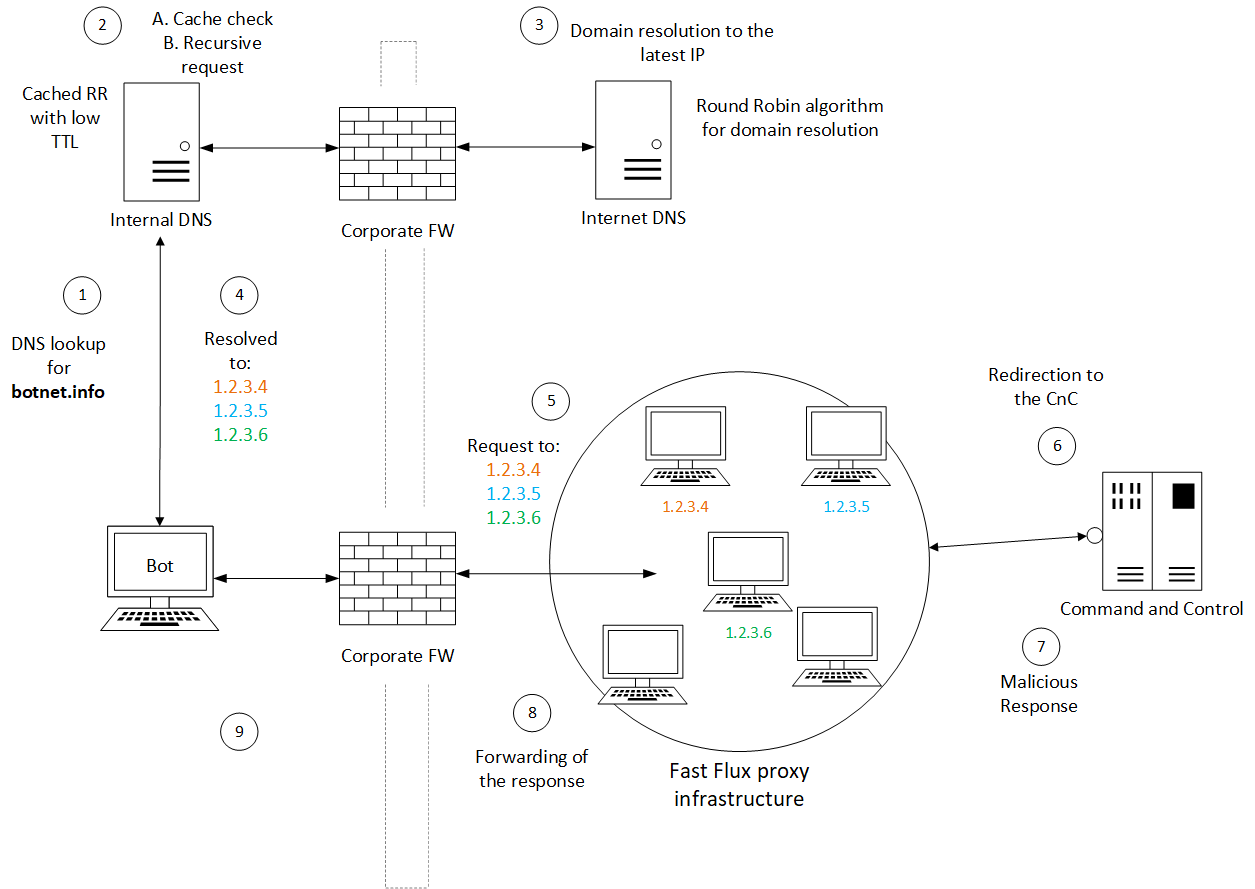 2
A. Cache check
B. Recursive
request
3
Domain resolution to the
latest IP
Cached RR
with low
TTL
Round Robin algorithm
for domain resolution
Internal DNS
Corporate FW
Internet DNS
1
DNS lookup
for
botnet.info
4
Resolved
to:
1.2.3.4
1.2.3.5
1.2.3.6
5
Request to:
1.2.3.4
1.2.3.5
1.2.3.6
1.2.3.4
1.2.3.5
1.2.3.6
Redirection to
the CnC
6
Bot
Corporate FW
Command and Control
7
Malicious
Response
8
Forwarding of
the response
9
Fast Flux proxy
infrastructure